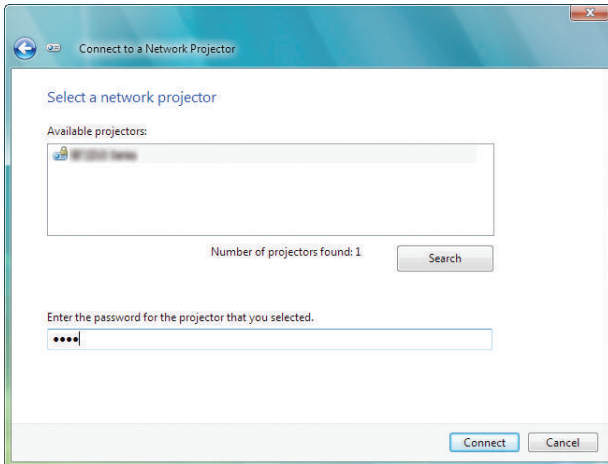 Connect to a Network Projector
Select a network projector
Available projectors:
Series
Number of projectors found: 1
Search
Enter the password for the projector that you selected.
••••
Connect
Cancel